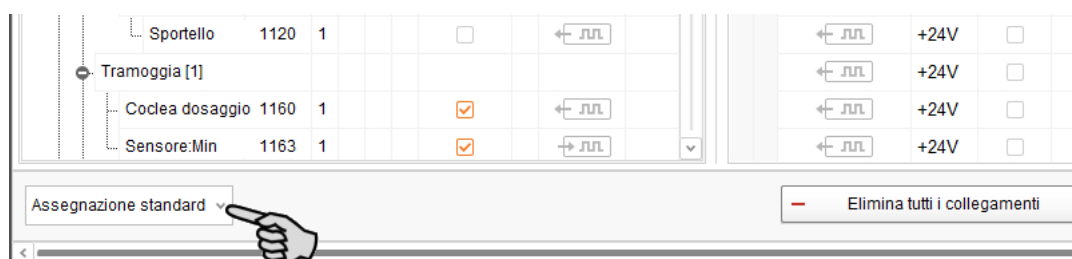 Sportello 1120 1 +24V
Tramoggia [1] +24V
Coclea dosaggio 1160 1 +24V
Sensore:Min 1163 1 +24V
Assegnazione standard Elimina tutti i collegamenti